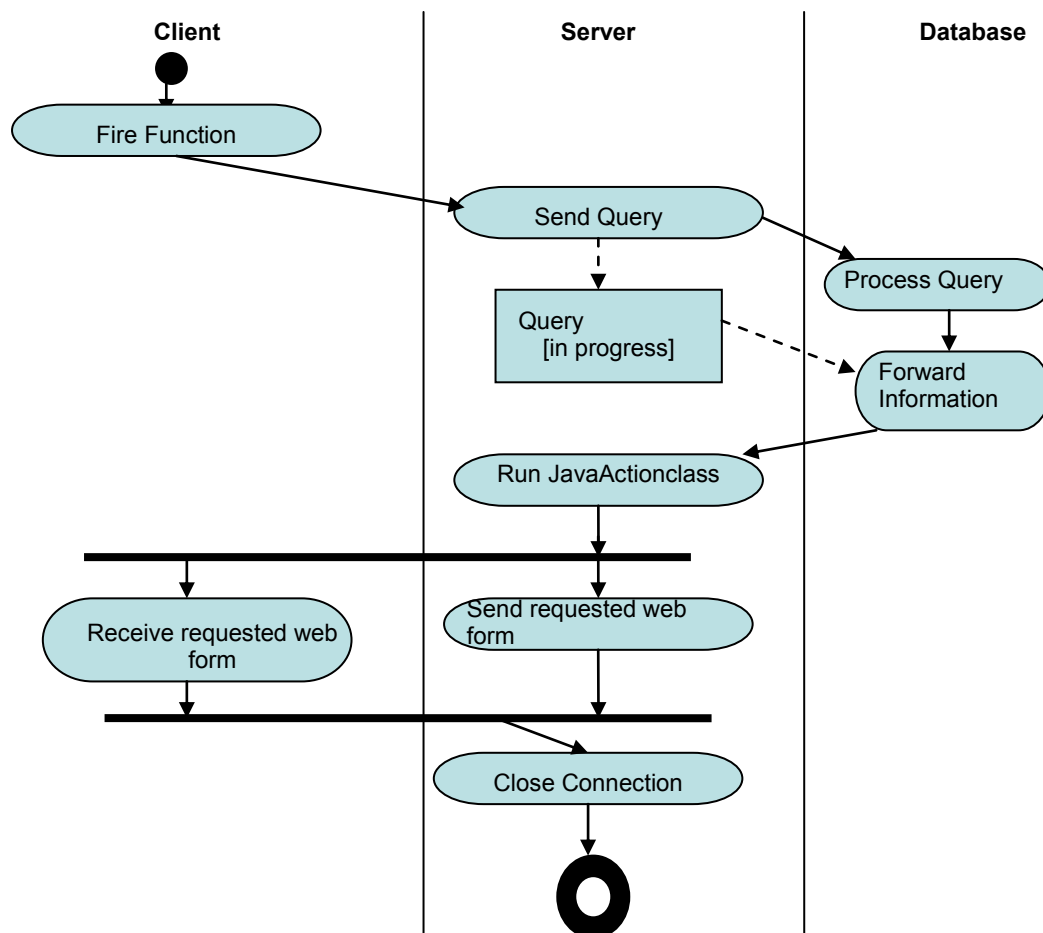 Client
Server
Database
Fire Function
Send Query
Process Query
Query
[in progress]
Forward
Information
Run JavaActionclass
Receive requested web
form
Send requested web
form
Close Connection